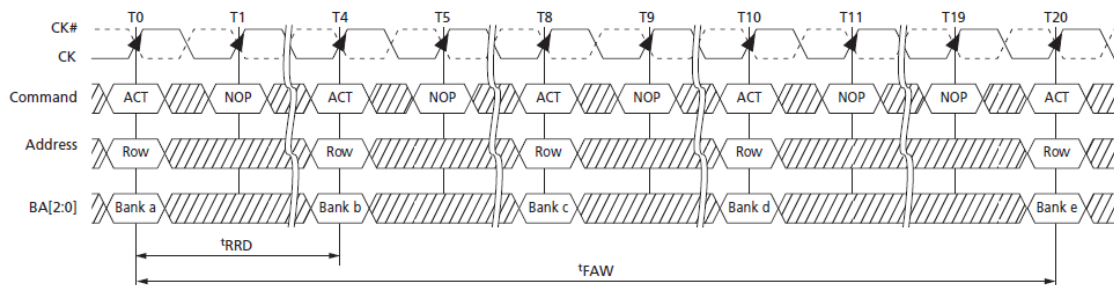 CK# T0 T1 T4 T5 T8 T9 T10 T11 T19 T20
CK
Command ACT NOP ACT NOP ACT NOP ACT NOP NOP ACT
Address Row Row Row Row Row
BA[2:0] Bank a Bank b Bank c Bank d Bank e
tRRD
tFAW